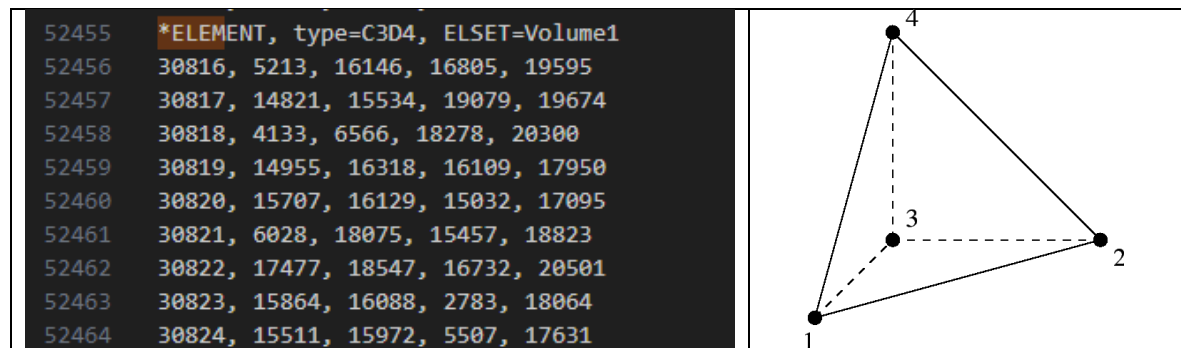 52455 *ELEMENT, type=C3D4, ELSET=Volume1
52456 30816, 5213, 16146, 16805, 19595
52457 30817, 14821, 15534, 19079, 19674
52458 30818, 4133, 6566, 18278, 20300
52459 30819, 14955, 16318, 16109, 17950
52460 30820, 15707, 16129, 15032, 17095
52461 30821, 6028, 18075, 15457, 18823
52462 30822, 17477, 18547, 16732, 20501
52463 30823, 15864, 16088, 2783, 18064
52464 30824, 15511, 15972, 5507, 17631
4
3
2
1